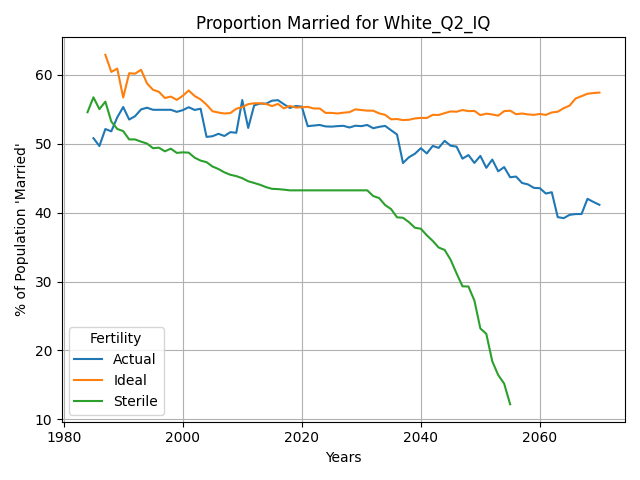 Proportion Married for White_Q2_IQ
% of Population 'Married'
60
50
40
30
20
10
Fertility
Actual
Ideal
Sterile
1980
2000
2020
2040
2060
Years